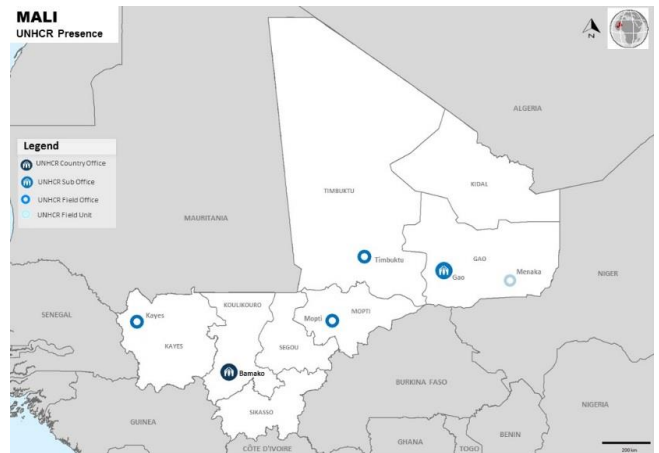 MALI
UNHCR Presence
N
ALGERIA
Legend
UNHCR Country Office
UNHCR Sub Office
UNHCR Field Office
UNHCR Field Unit
KIDAL
TIMBUKTU
MAURITANIA
Timbuktu
GAO
Gao
Menaka
NIGER
KOULIKOURO
SENEGAL
Kayes
Mopti
MOPTI
KAYES
SEGOU
Bamako
BURKINA FASO
SIKASSO
NIGERIA
GUINEA
BENIN
GHANA
TOGO
CÔTE D'IVOIRE
200 km